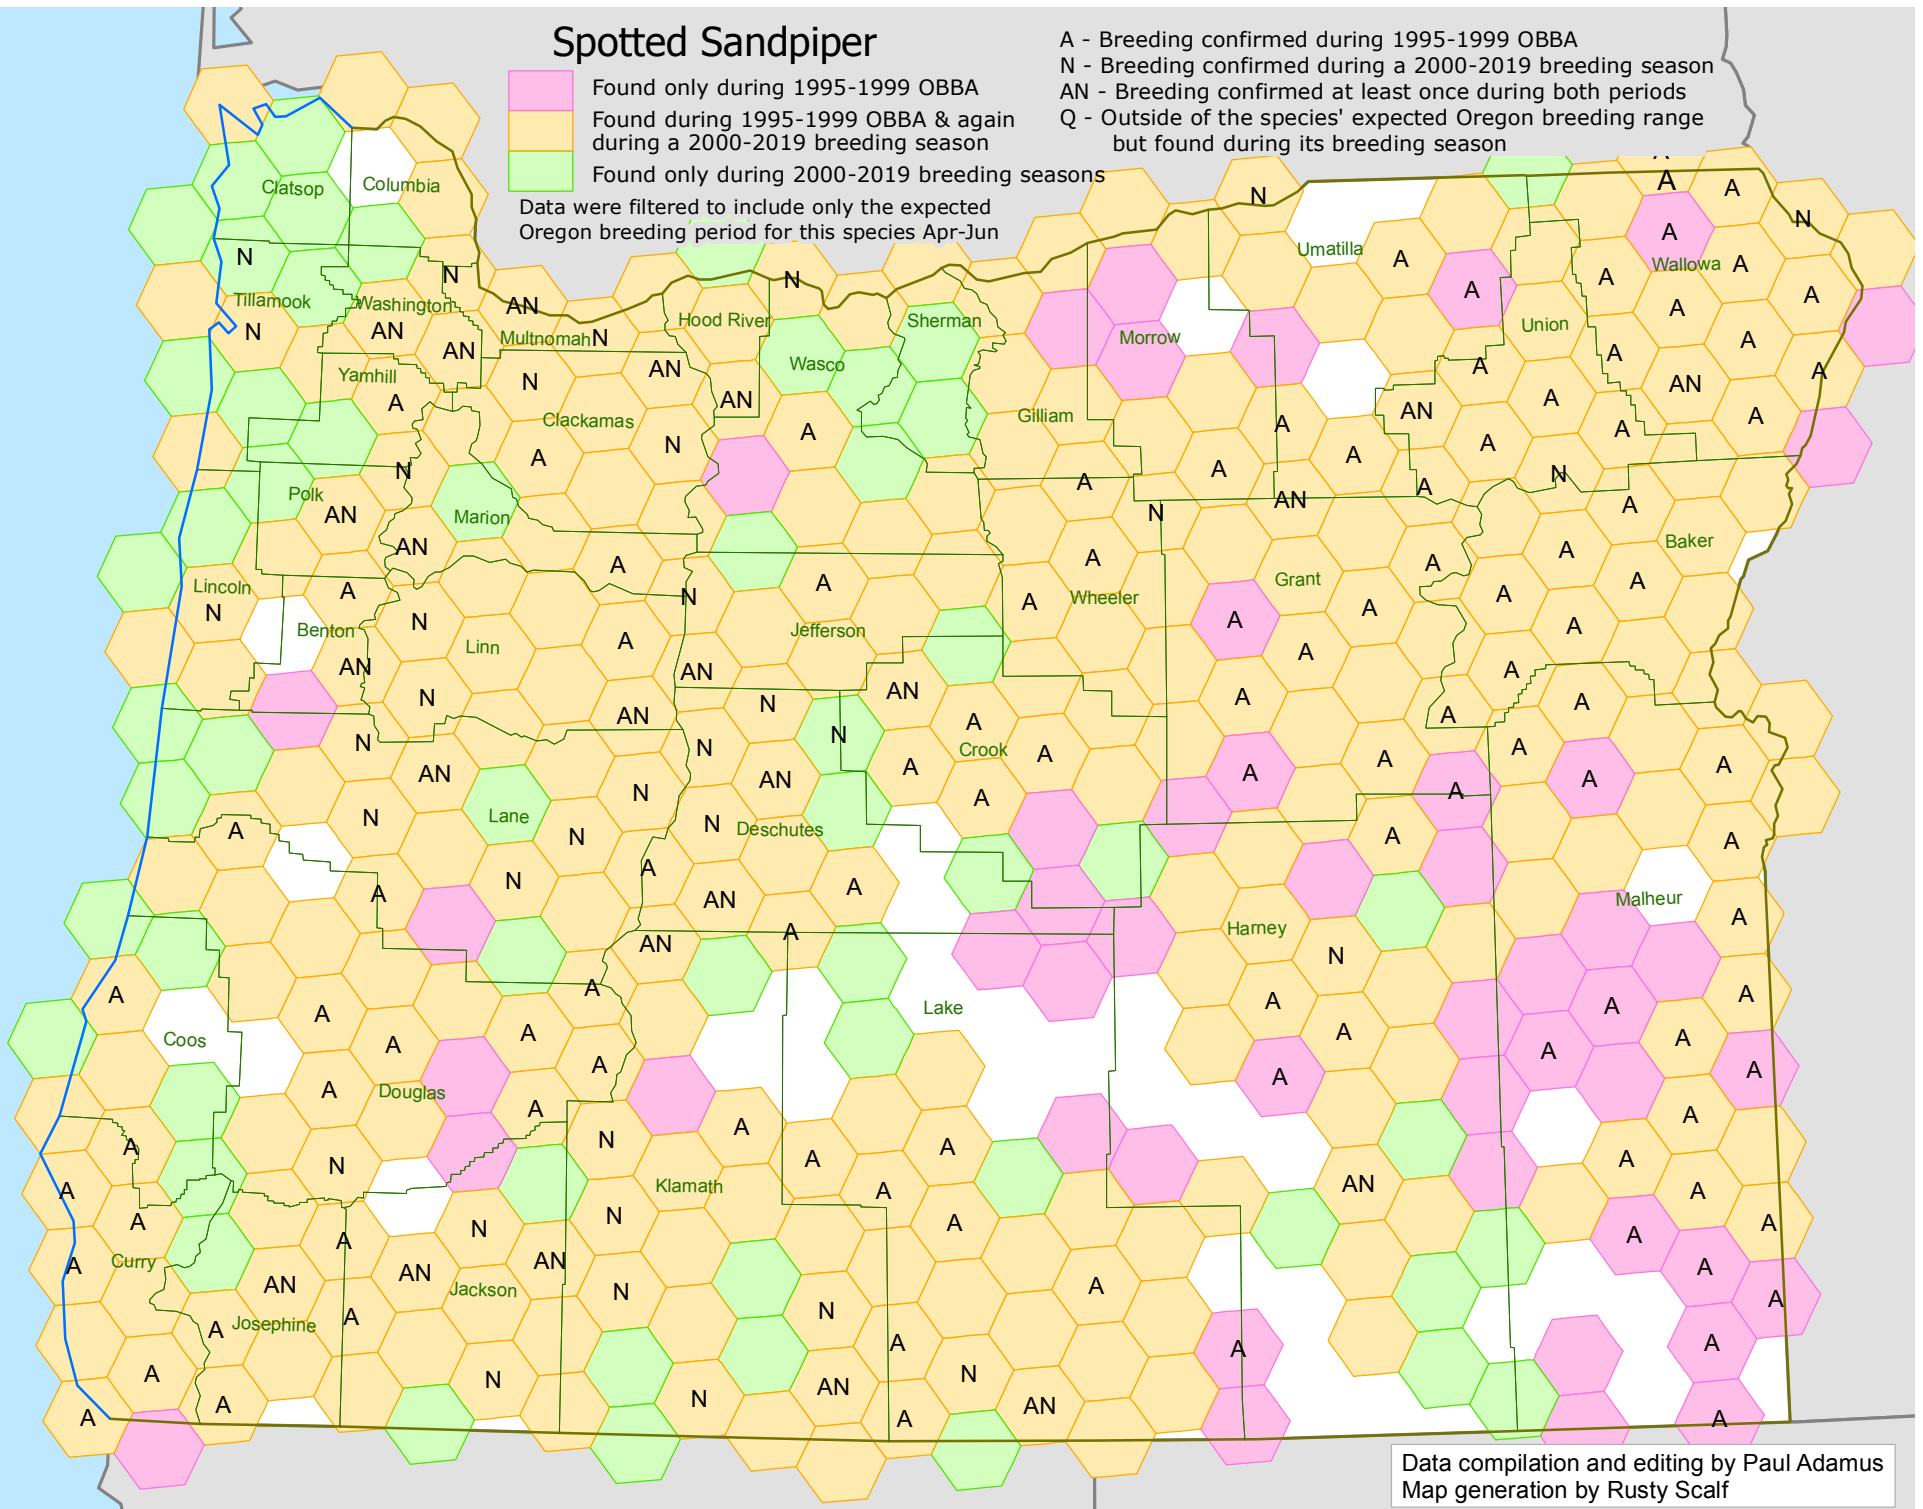 Spotted Sandpiper
Found only during 1995-1999 OBBA
Found during 1995-1999 OBBA & again
during a 2000-2019 breeding season
Found only during 2000-2019 breeding seasons
Data were filtered to include only the expected
Oregon breeding period for this species Apr-Jun
A - Breeding confirmed during 1995-1999 OBBA
N - Breeding confirmed during a 2000-2019 breeding season
AN - Breeding confirmed at least once during both periods
Q - Outside of the species' expected Oregon breeding range
but found during its breeding season
Clatsop
Columbia
Tillamook
Washington
Multnomah
Hood River
Sherman
Wasco
Morrow
Umatilla
Union
Wallowa
Yamhill
Clackamas
Gilliam
Polk
Marion
Baker
Lincoln
Benton
Linn
Jefferson
Wheeler
Grant
Crook
Lane
Deschutes
Harney
Malheur
Lake
Coos
Douglas
Klamath
Curry
Josephine
Jackson
Data compilation and editing by Paul Adamus
Map generation by Rusty Scalf